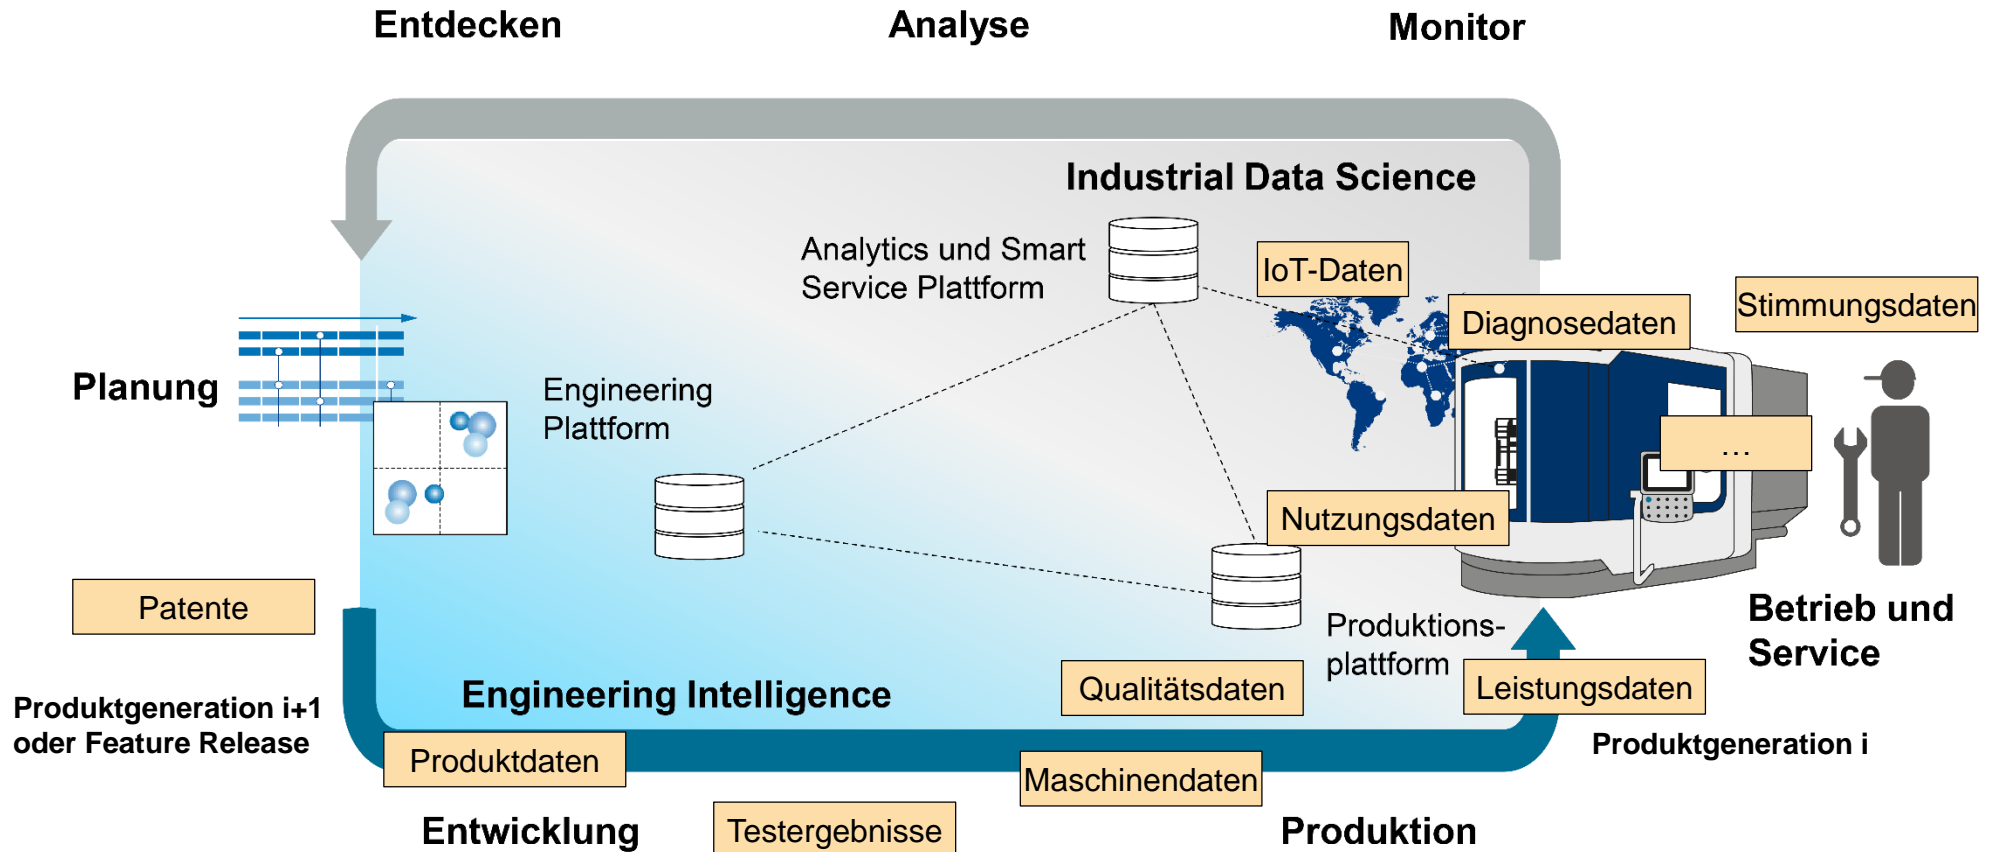 Entdecken
Analyse
Monitor
Industrial Data Science
Analytics und Smart
Service Plattform
IoT-Daten
Diagnosedaten
Stimmungsdaten
Planung
Engineering
Plattform
...
Nutzungsdaten
Patente
Betrieb und
Service
Produktions-
plattform
Engineering Intelligence
Qualitätsdaten
Leistungsdaten
Produktgeneration i+1
oder Feature Release
Produktgeneration i
Produktdaten
Maschinendaten
Entwicklung
Testergebnisse
Produktion